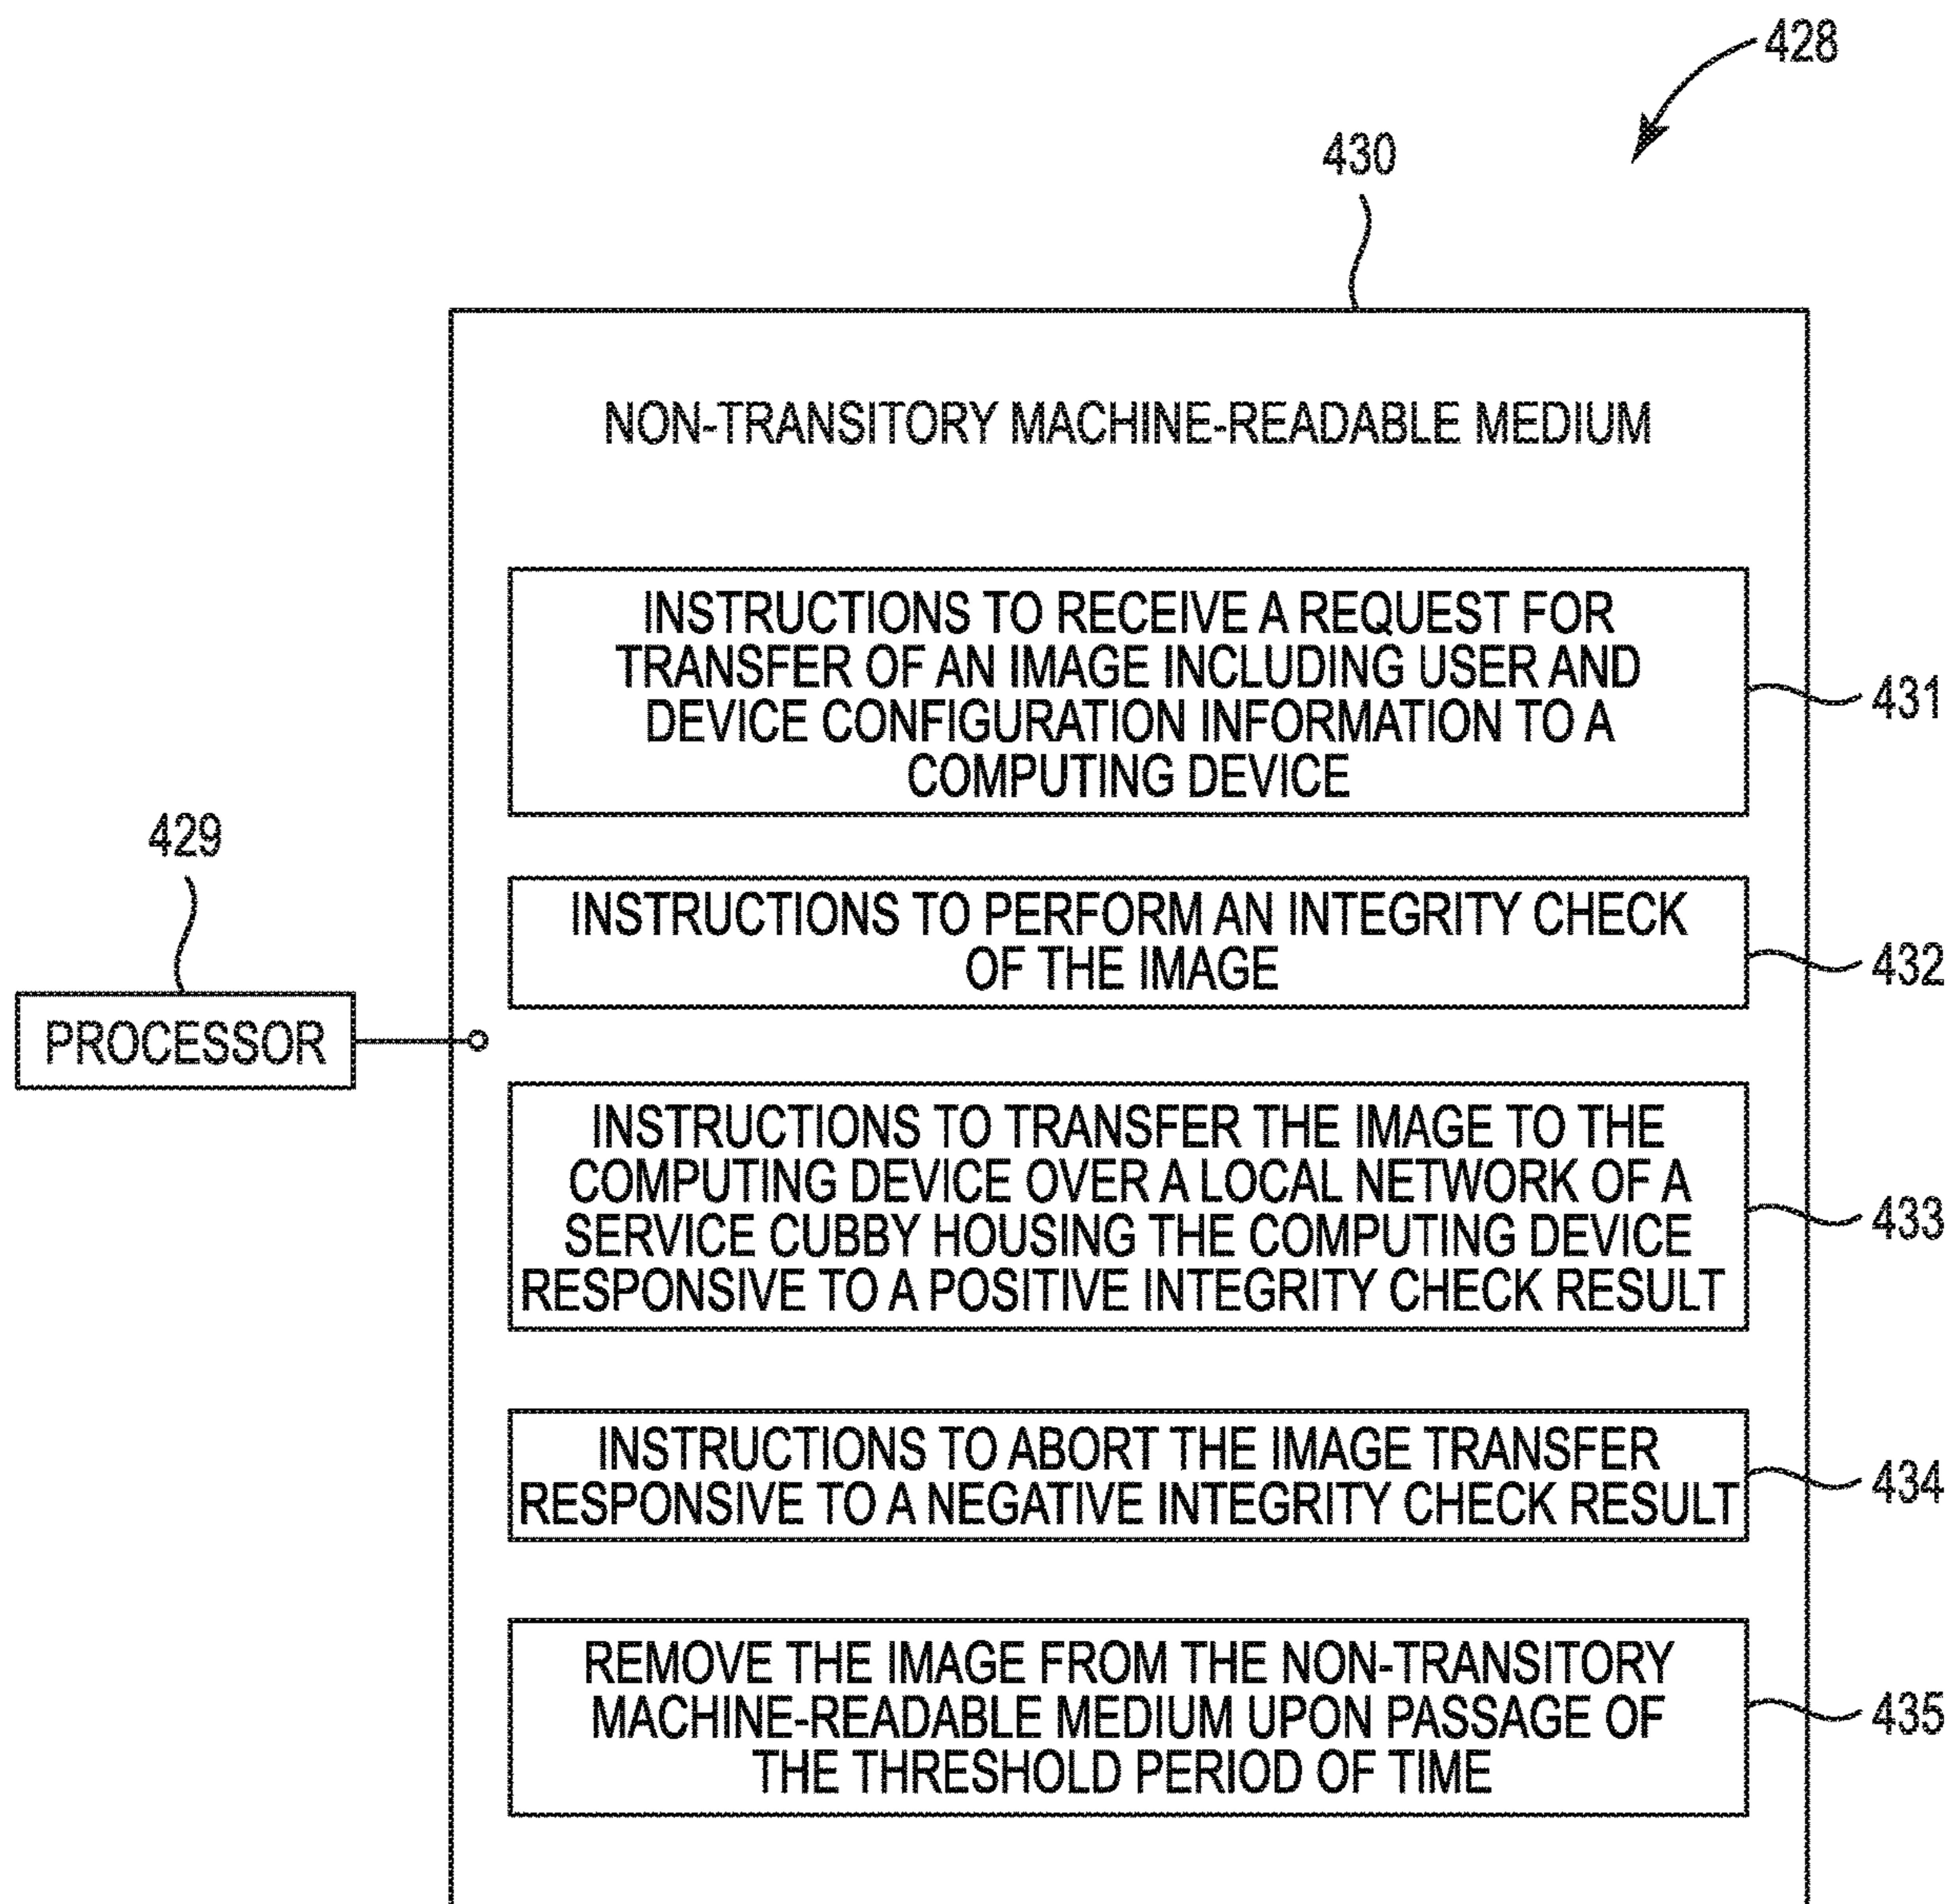 428
430
NON-TRANSITORY MACHINE-READABLE MEDIUM
INSTRUCTIONS TO RECEIVE A REQUEST FOR
TRANSFER OF AN IMAGE INCLUDING USER AND
DEVICE CONFIGURATION INFORMATION TO A
COMPUTING DEVICE
431
429
INSTRUCTIONS TO PERFORM AN INTEGRITY CHECK
OF THE IMAGE
432
PROCESSOR
INSTRUCTIONS TO TRANSFER THE IMAGE TO THE
COMPUTING DEVICE OVER A LOCAL NETWORK OF A
SERVICE CUBBY HOUSING THE COMPUTING DEVICE
RESPONSIVE TO A POSITIVE INTEGRITY CHECK RESULT
433
INSTRUCTIONS TO ABORT THE IMAGE TRANSFER
RESPONSIVE TO A NEGATIVE INTEGRITY CHECK RESULT
434
REMOVE THE IMAGE FROM THE NON-TRANSITORY
MACHINE-READABLE MEDIUM UPON PASSAGE OF
THE THRESHOLD PERIOD OF TIME
435